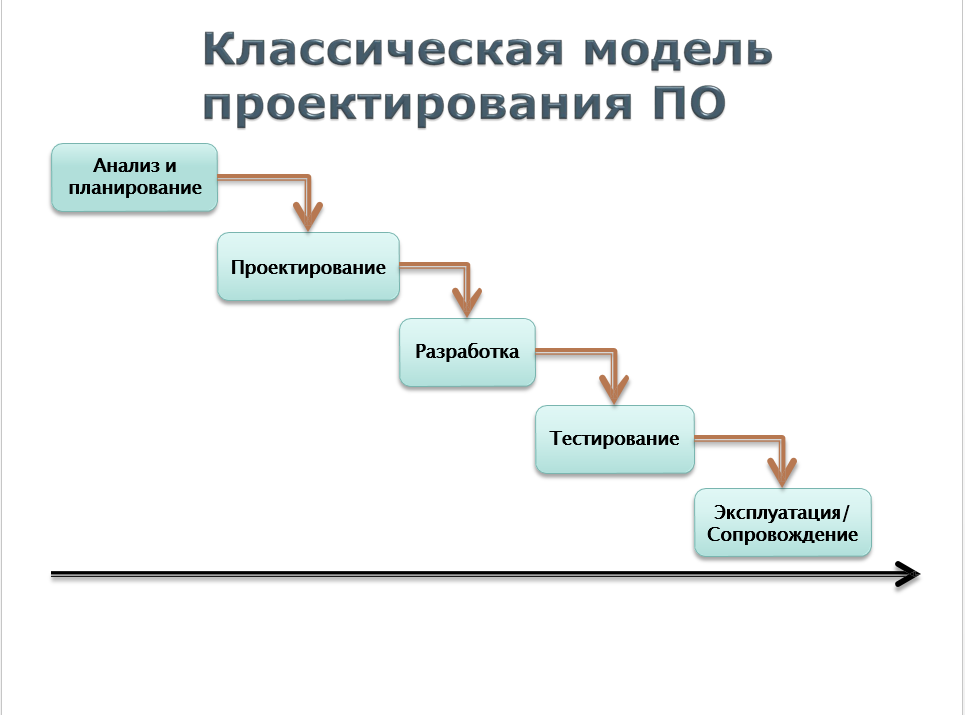 Классическая модель
проектирования ПО
Анализ и
планирование
Проектирование
Разработка
Тестирование
Эксплуатация/
Сопровождение